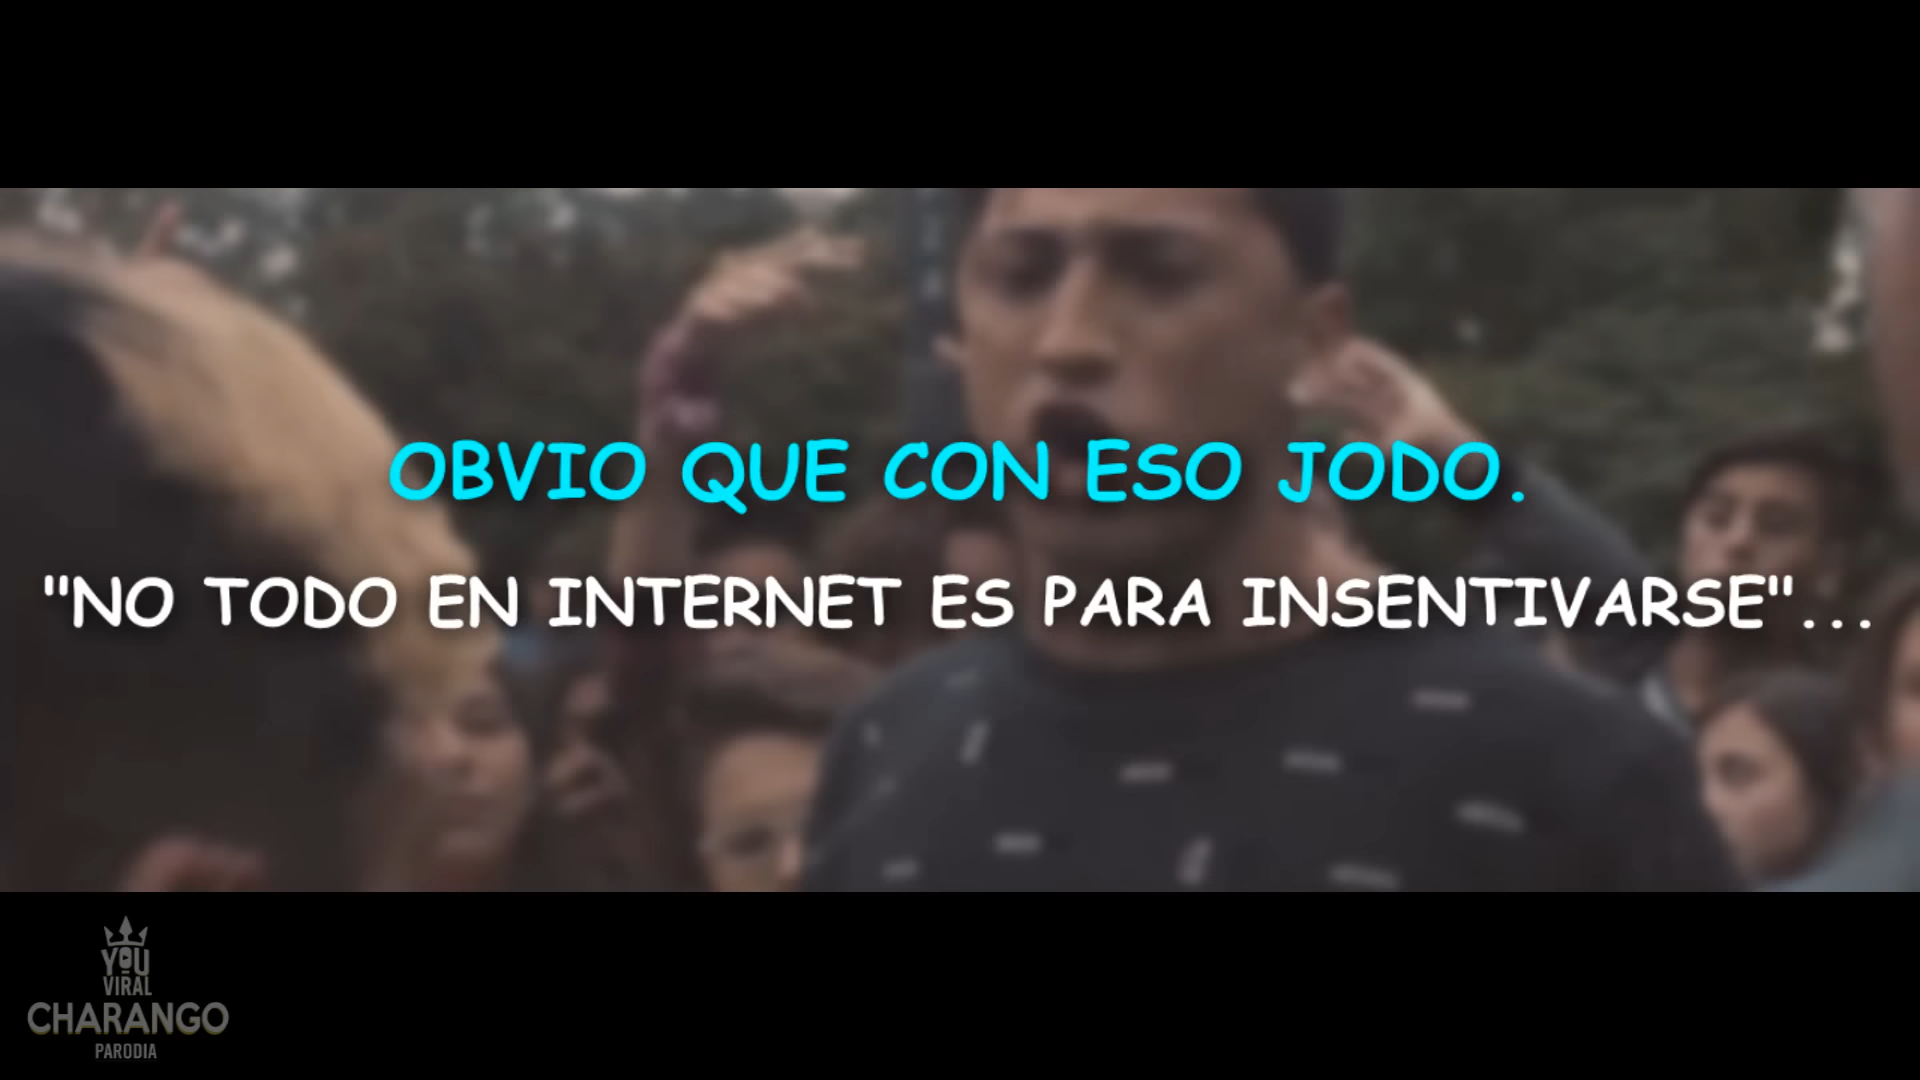 OBVIO QUE CON ESO JODO.
"NO TODO EN INTERNET ES PARA INSENTIVARSE"...
YOU
VIRAL
CHARANGO
PARODIA